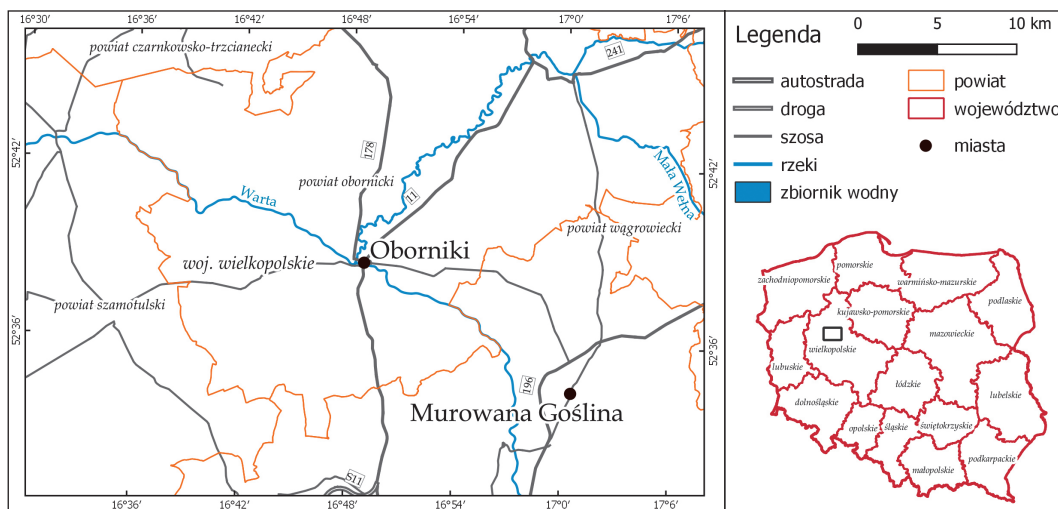 16°30' 16°36' 16°42' 16°48' 16°54' 17°0' 17°6'
powiat czarnkowsko-trzcianecki
241
52°42'
52°42'
178
powiat obornicki
11
Mała Wełna
Warta
powiat wągrowiecki
Oborniki
woj. wielkopolskie
powiat szamotulski
52°36'
52°36'
196
Murowana Goślina
S11
16°36' 16°42' 16°48' 16°54' 17°0' 17°6'
Legenda
0 5 10 km
autostrada
droga
szosa
rzeki
zbiornik wodny
powiat
województwo
miasta
pomorskie
zachodniopomorskie
warmińsko-mazurskie
podlaskie
kujawsko-pomorskie
mazowieckie
wielkopolskie
lubuskie
łódzkie
lubelskie
dolnośląskie
opolskie
śląskie
świętokrzyskie
podkarpackie
małopolskie